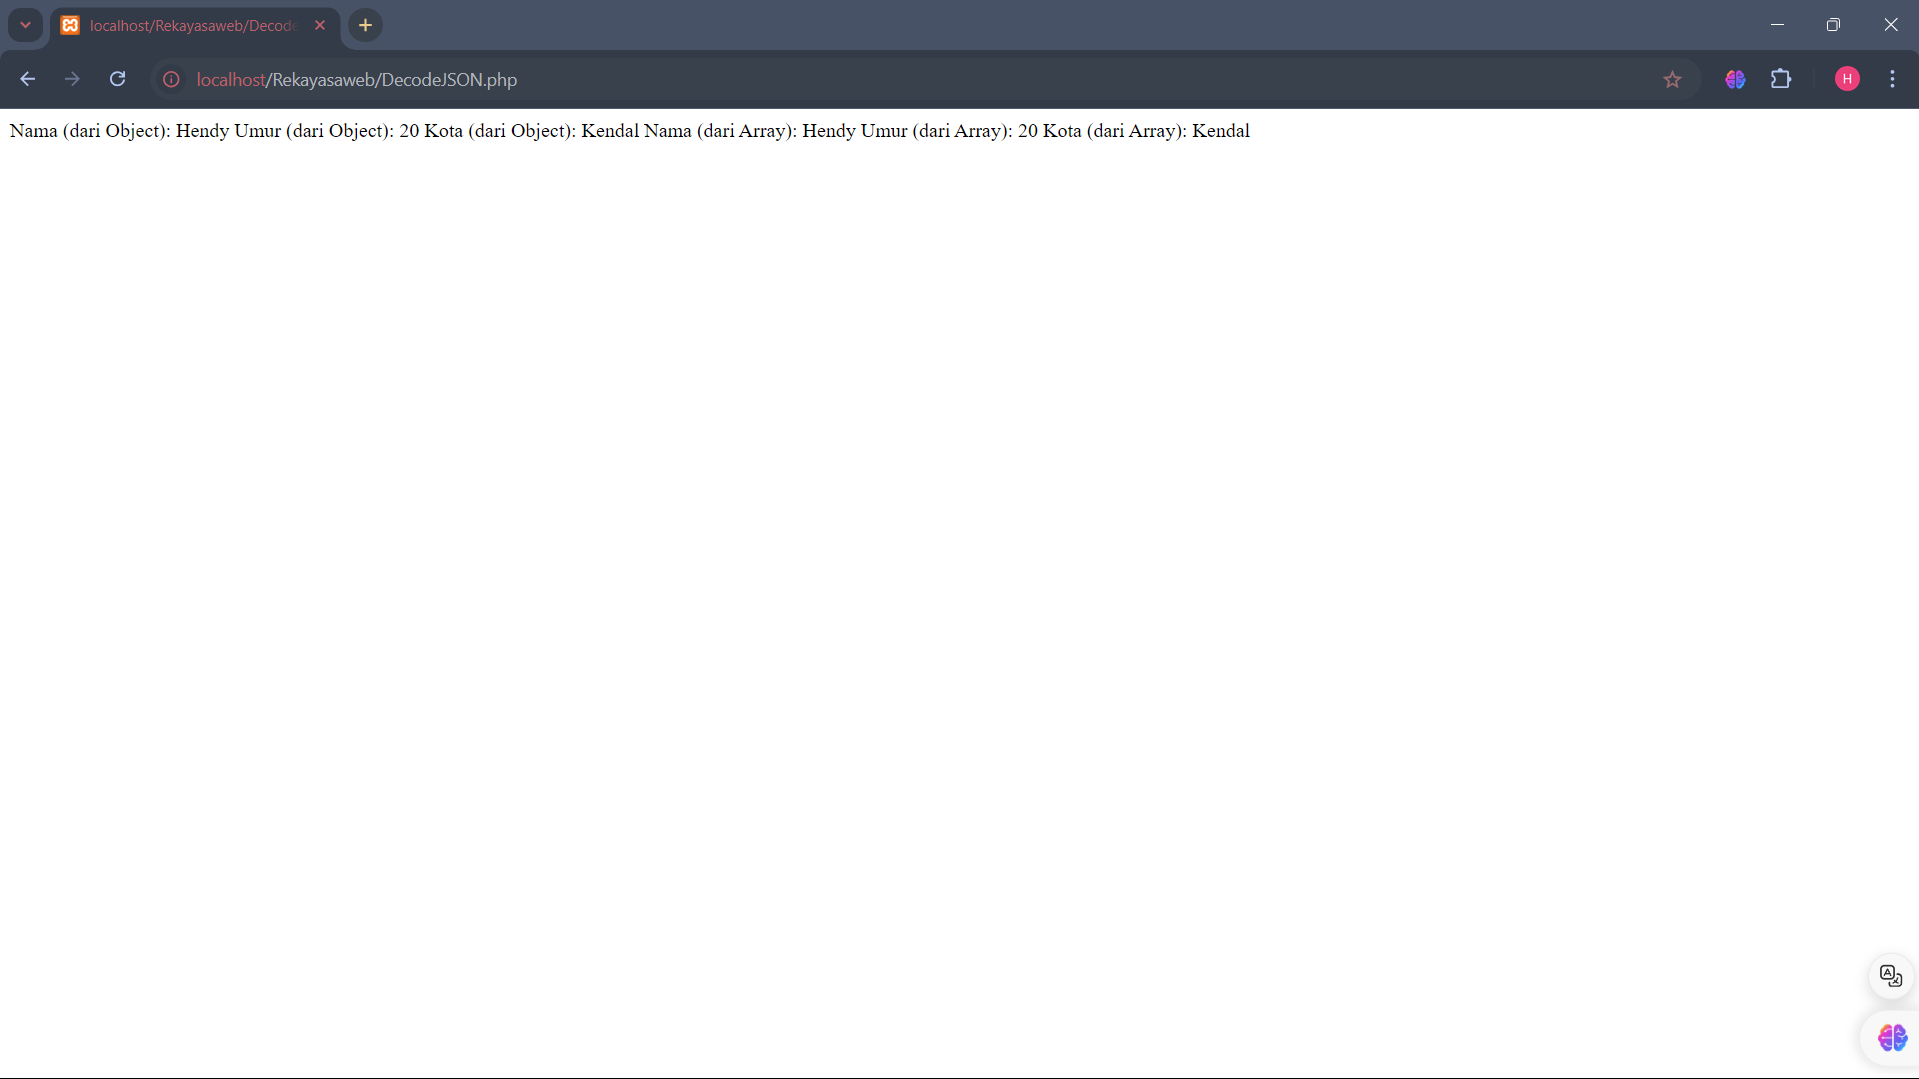 localhost/Rekayasaweb/Decode
localhost/Rekayasaweb/DecodeJSON.php
H
Nama (dari Object): Hendy Umur (dari Object): 20 Kota (dari Object): Kendal Nama (dari Array): Hendy Umur (dari Array): 20 Kota (dari Array): Kendal